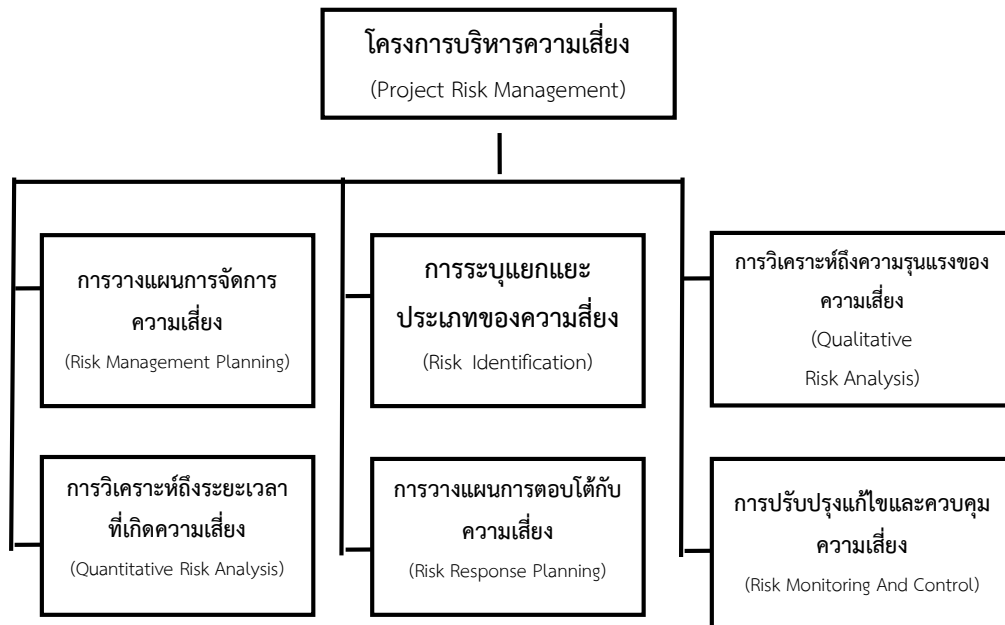 โครงการบริหารความเสี่ยง
(Project Risk Management)
การวางแผนการจัดการ
ความเสี่ยง
(Risk Management Planning)
การระบุแยกแยะ
ประเภทของความสี่ยง
(Risk Identification)
การวิเคราะห์ถึงความรุนแรงของ
ความเสี่ยง
(Qualitative
Risk Analysis)
การวิเคราะห์ถึงระยะเวลา
ที่เกิดความเสี่ยง
(Quantitative Risk Analysis)
การวางแผนการตอบโต้กับ
ความเสี่ยง
(Risk Response Planning)
การปรับปรุงแก้ไขและควบคุม
ความเสี่ยง
(Risk Monitoring And Control)